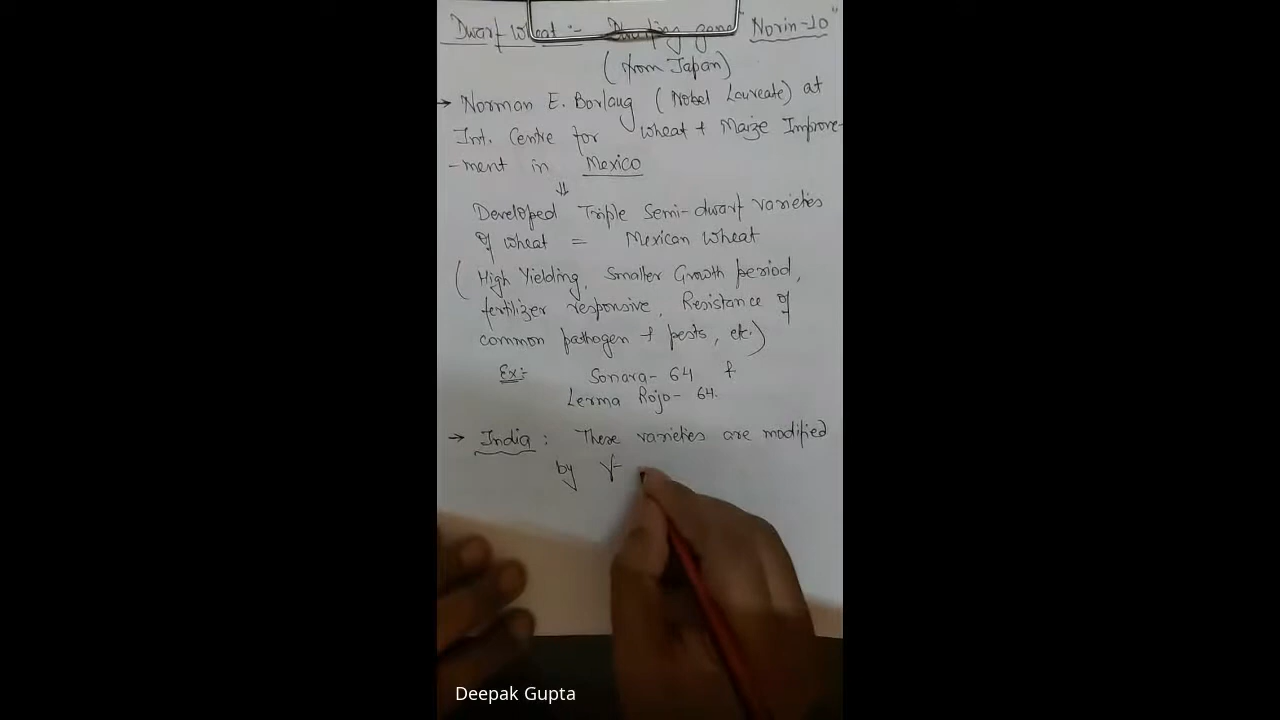 Dwarf Wheat :- Dwarfing gene "Norin-10"
(from Japan)
→ Norman E. Borlaug (Nobel Laureate) at
Int. Centre for Wheat + Maize Improve-
-ment in Mexico
⇓
Developed Triple Semi-dwarf varieties
of wheat = Mexican Wheat
(High Yielding, Smaller Growth period,
fertilizer responsive, Resistance of
common pathogen + pests, etc.)
Ex:- Sonara-64 &
Lerma Rojo-64.
→ India: These varieties are modified
by
Deepak Gupta